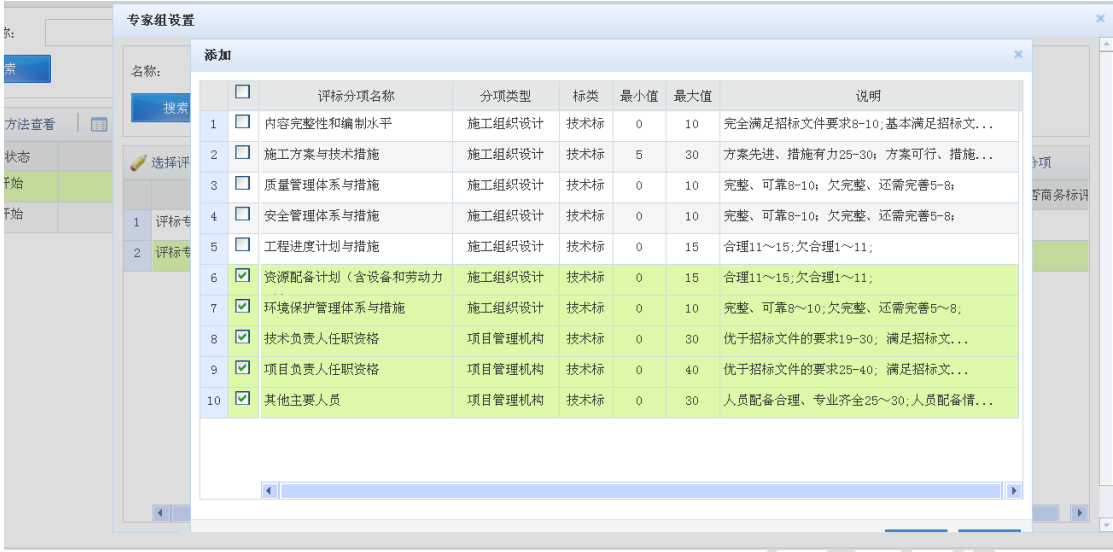 专家组设置
添加
称:
索
名称:
搜索
方法查看
状态
开始
开始
选择评
1 评标专
2 评标专
分项
否商务标评
评标分项名称 分项类型 标类 最小值 最大值 说明
1 内容完整性和编制水平 施工组织设计 技术标 0 10 完全满足招标文件要求8-10;基本满足招标文...
2 施工方案与技术措施 施工组织设计 技术标 5 30 方案先进、措施有力25-30; 方案可行、措施...
3 质量管理体系与措施 施工组织设计 技术标 0 10 完整、可靠8-10; 欠完整、还需完善5-8;
4 安全管理体系与措施 施工组织设计 技术标 0 10 完整、可靠8-10; 欠完整、还需完善5-8;
5 工程进度计划与措施 施工组织设计 技术标 0 15 合理11~15;欠合理1~11;
6 资源配备计划（含设备和劳动力 施工组织设计 技术标 0 15 合理11~15;欠合理1~11;
7 环境保护管理体系与措施 施工组织设计 技术标 0 10 完整、可靠8~10;欠完整、还需完善5~8;
8 技术负责人任职资格 项目管理机构 技术标 0 30 优于招标文件的要求19-30; 满足招标文...
9 项目负责人任职资格 项目管理机构 技术标 0 40 优于招标文件的要求25-40; 满足招标文...
10 其他主要人员 项目管理机构 技术标 0 30 人员配备合理、专业齐全25~30;人员配备情...